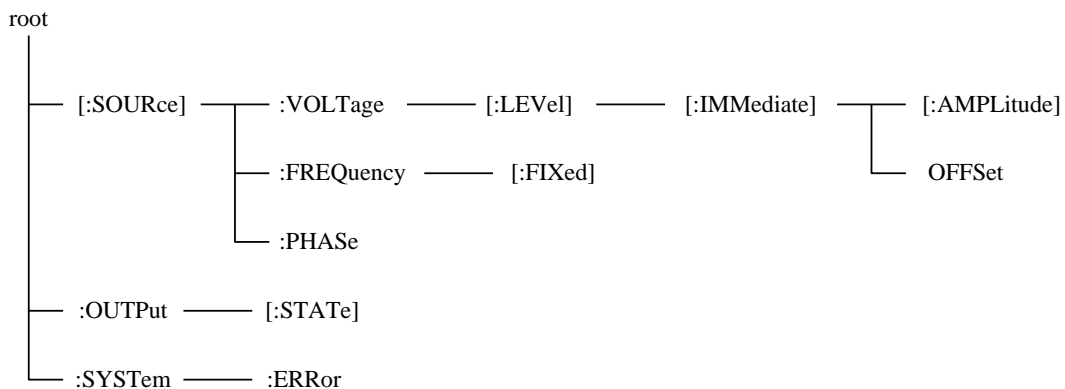 root
[:SOURce] :VOLTage [:LEVel] [:IMMediate] [:AMPLitude]
:FREQuency [:FIXed] OFFSet
:PHASe
:OUTPut [:STATe]
:SYSTem :ERRor